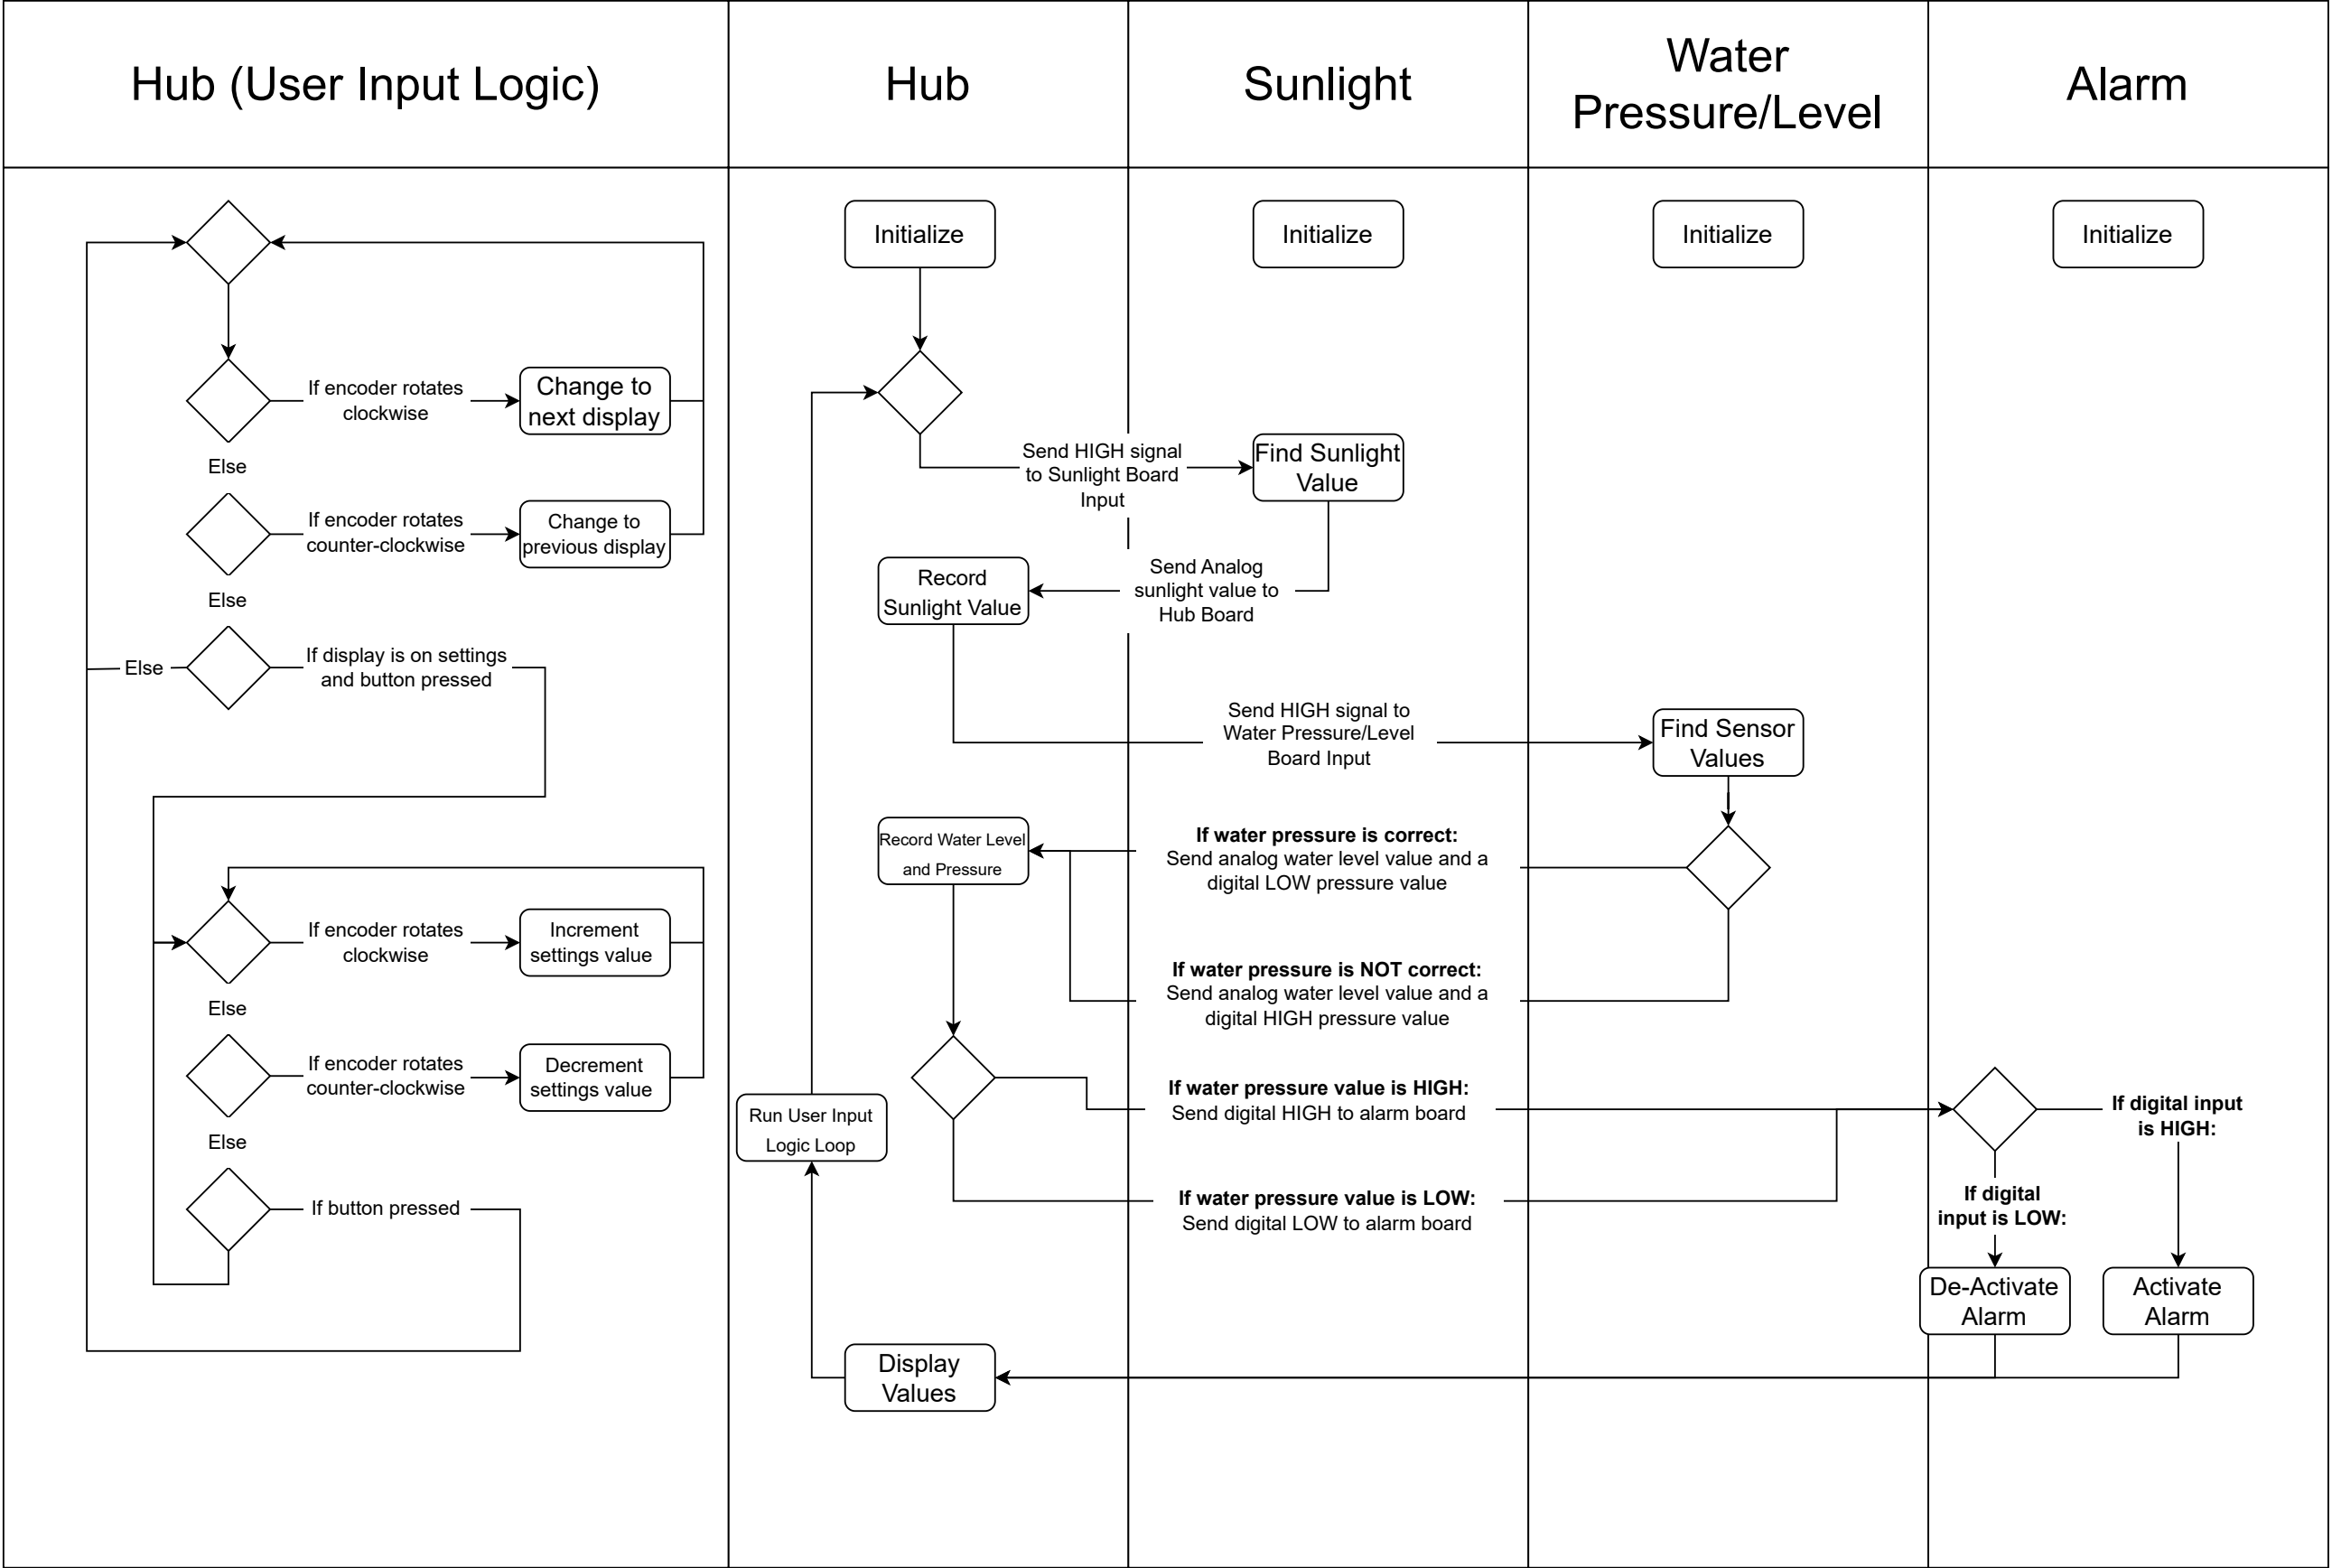 Hub (User Input Logic)
Hub
Sunlight
Water
Pressure/Level
Alarm
Initialize
Initialize
Initialize
Initialize
If encoder rotates
clockwise
Change to
next display
Else
If encoder rotates
counter-clockwise
Change to
previous display
Else
If display is on settings
and button pressed
Else
If encoder rotates
clockwise
Increment
settings value
Else
If encoder rotates
counter-clockwise
Decrement
settings value
Else
If button pressed
Send HIGH signal
to Sunlight Board
Input
Find Sunlight
Value
Send Analog
sunlight value to
Hub Board
Record
Sunlight Value
Send HIGH signal to
Water Pressure/Level
Board Input
Find Sensor
Values
Record Water Level
and Pressure
If water pressure is correct:
Send analog water level value and a
digital LOW pressure value
If water pressure is NOT correct:
Send analog water level value and a
digital HIGH pressure value
If water pressure value is HIGH:
Send digital HIGH to alarm board
If water pressure value is LOW:
Send digital LOW to alarm board
Run User Input
Logic Loop
If digital input
is HIGH:
If digital
input is LOW:
De-Activate
Alarm
Activate
Alarm
Display
Values